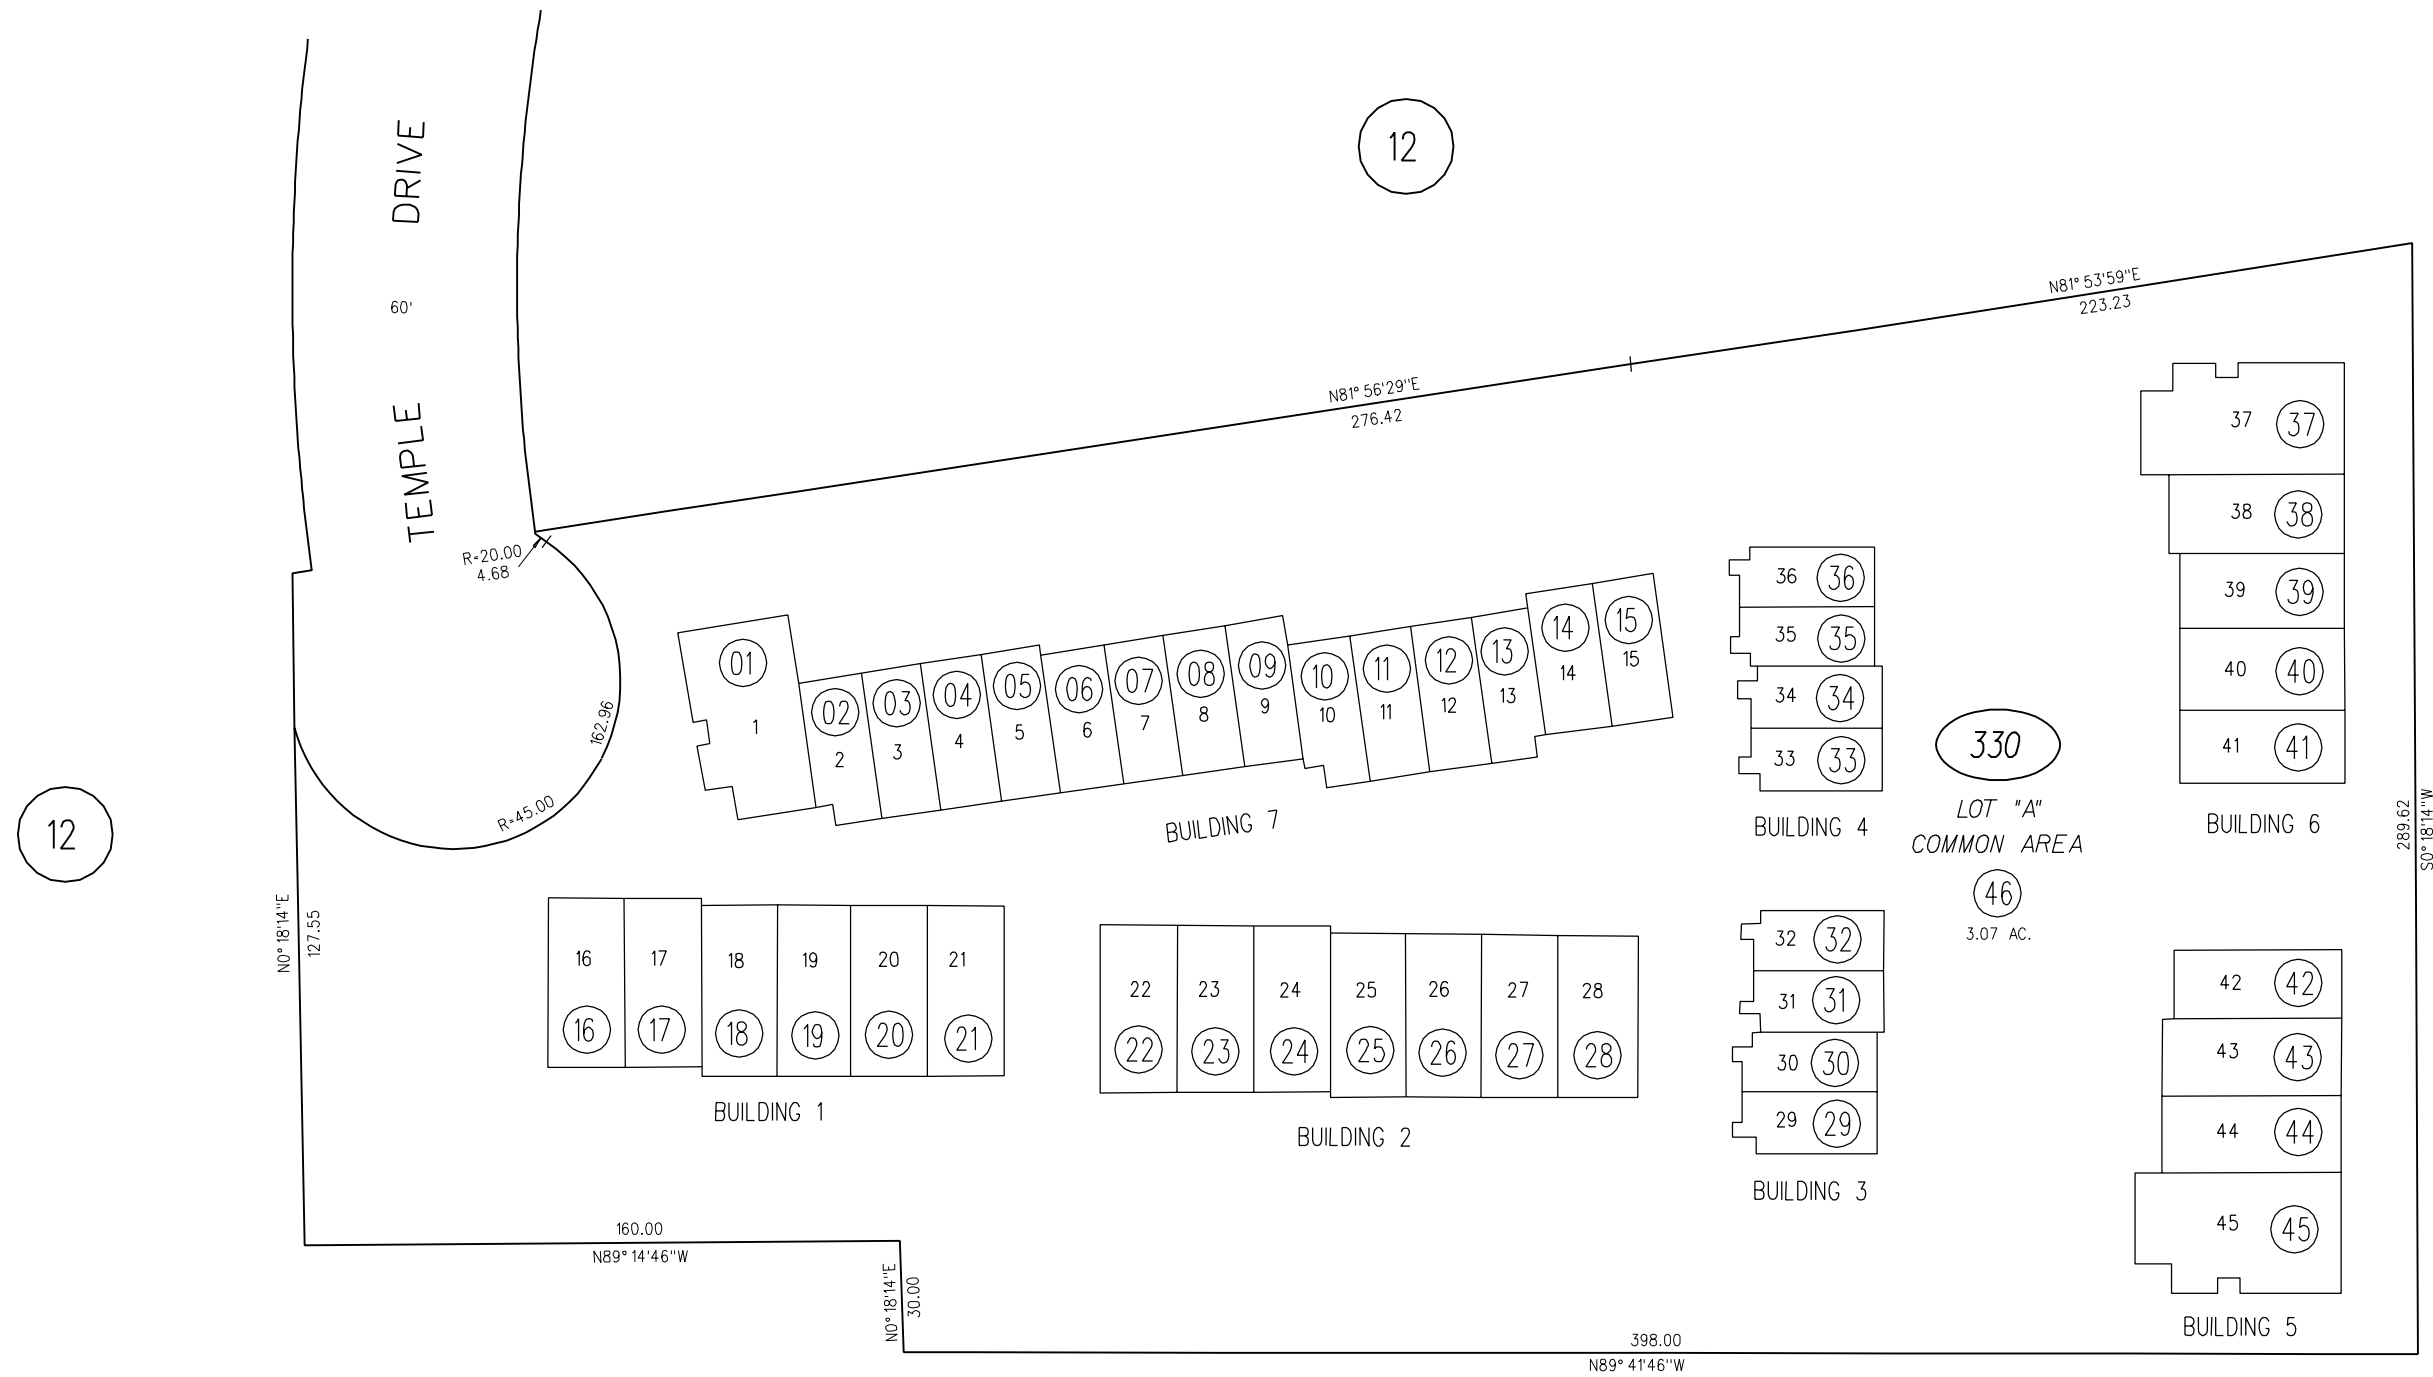 12
TEMPLE DRIVE
60'
N81° 53'59"E
223.23
N81° 56'29"E
276.42
R=20.00
4.68
162.96
R=45.00
12
N0° 18'14"E
127.55
01
1
02
2
03
3
04
4
05
5
06
6
07
7
08
8
09
9
10
10
11
11
12
12
13
13
14
14
15
15
BUILDING 7
36 36
35 35
34 34
33 33
BUILDING 4
330
LOT "A"
COMMON AREA
46
3.07 AC.
37 37
38 38
39 39
40 40
41 41
BUILDING 6
289.62
S0° 18'14"W
16 17 18 19 20 21
16 17 18 19 20 21
BUILDING 1
22 23 24 25 26 27 28
22 23 24 25 26 27 28
BUILDING 2
32 32
31 31
30 30
29 29
BUILDING 3
42 42
43 43
44 44
45 45
BUILDING 5
160.00
N89° 14'46"W
N0° 18'14"E
30.00
398.00
N89° 41'46"W